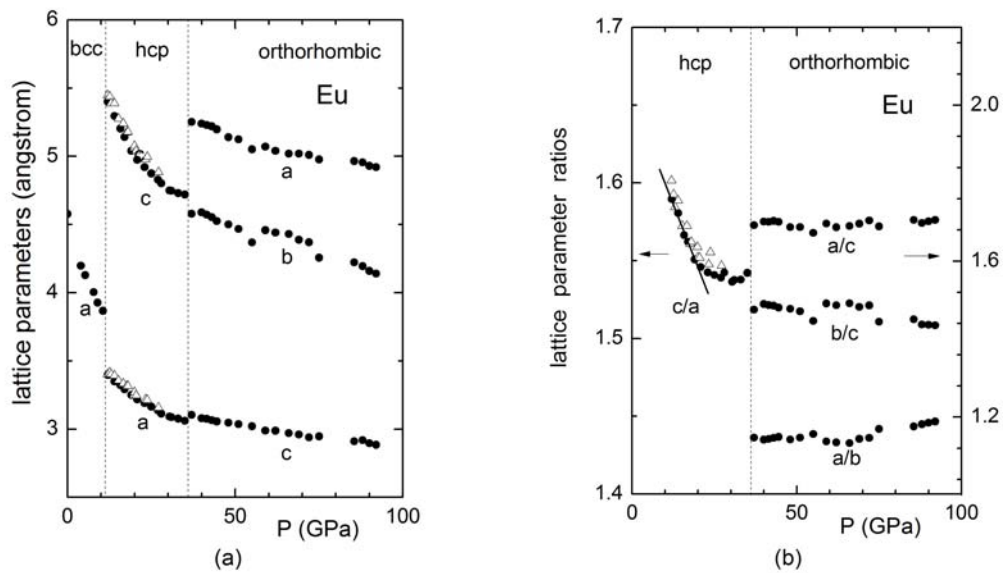 6
bcc
hcp
orthorhombic
Eu
5
4
3
lattice parameters (angstrom)
a
c
a
a
b
c
0
50
100
P (GPa)
(a)
1.7
hcp
orthorhombic
Eu
1.6
1.5
1.4
lattice parameter ratios
c/a
a/c
b/c
a/b
2.0
1.6
1.2
0
50
100
P (GPa)
(b)